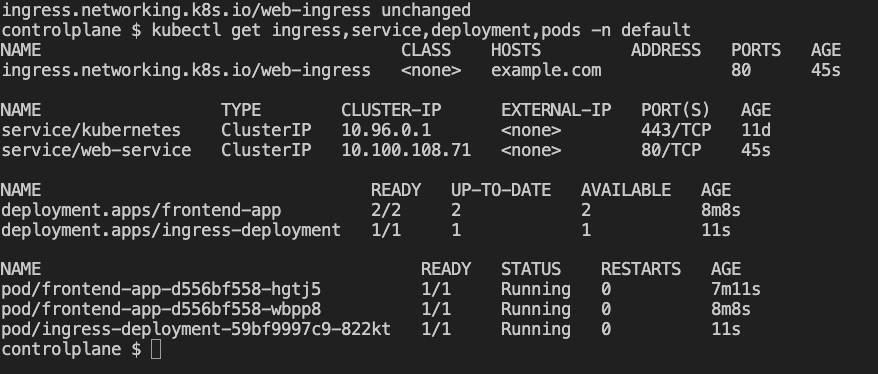 ingress.networking.k8s.io/web-ingress unchanged
controlplane $ kubectl get ingress,service,deployment,pods -n default
NAME CLASS HOSTS ADDRESS PORTS AGE
ingress.networking.k8s.io/web-ingress <none> example.com 80 45s
NAME TYPE CLUSTER-IP EXTERNAL-IP PORT(S) AGE
service/kubernetes ClusterIP 10.96.0.1 <none> 443/TCP 11d
service/web-service ClusterIP 10.100.108.71 <none> 80/TCP 45s
NAME READY UP-TO-DATE AVAILABLE AGE
deployment.apps/frontend-app 2/2 2 2 8m8s
deployment.apps/ingress-deployment 1/1 1 1 11s
NAME READY STATUS RESTARTS AGE
pod/frontend-app-d556bf558-hgtj5 1/1 Running 0 7m11s
pod/frontend-app-d556bf558-wbpp8 1/1 Running 0 8m8s
pod/ingress-deployment-59bf9997c9-822kt 1/1 Running 0 11s
controlplane $